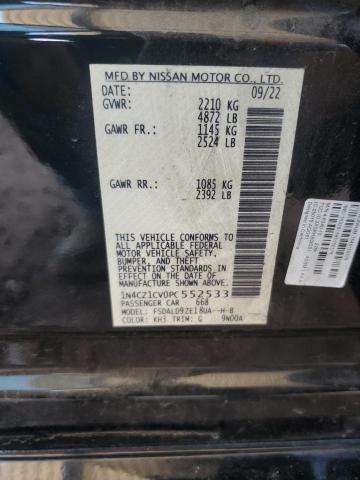 MFD BY NISSAN MOTOR CO., LTD.
DATE: 09/22
GVWR: 2210 KG
4872 LB
GAWR FR.: 1145 KG
2524 LB
GAWR RR.: 1085 KG
2392 LB
THIS VEHICLE CONFORMS TO
ALL APPLICABLE FEDERAL
MOTOR VEHICLE SAFETY,
BUMPER, AND THEFT
PREVENTION STANDARDS IN
EFFECT ON THE DATE OF
MANUFACTURE SHOWN ABOVE.
1N4CZ1CV0PC552533
PASSENGER CAR 668
MODEL: FSDALD9ZE18UA--H-B
COLOR: KH3 TRIM: G 9N00A